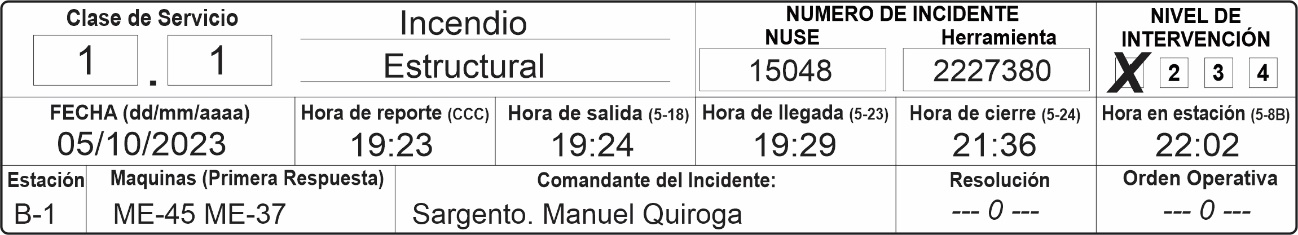 Clase de Servicio
1 . 1
Incendio
Estructural
NUMERO DE INCIDENTE
NUSE Herramienta
15048 2227380
NIVEL DE
INTERVENCIÓN
X 2 3 4
FECHA (dd/mm/aaaa) Hora de reporte (CCC) Hora de salida (5-18) Hora de llegada (5-23) Hora de cierre (5-24) Hora en estación (5-8B)
05/10/2023 19:23 19:24 19:29 21:36 22:02
Estación Maquinas (Primera Respuesta) Comandante del Incidente: Resolución Orden Operativa
B-1 ME-45 ME-37 Sargento. Manuel Quiroga --- 0 --- --- 0 ---